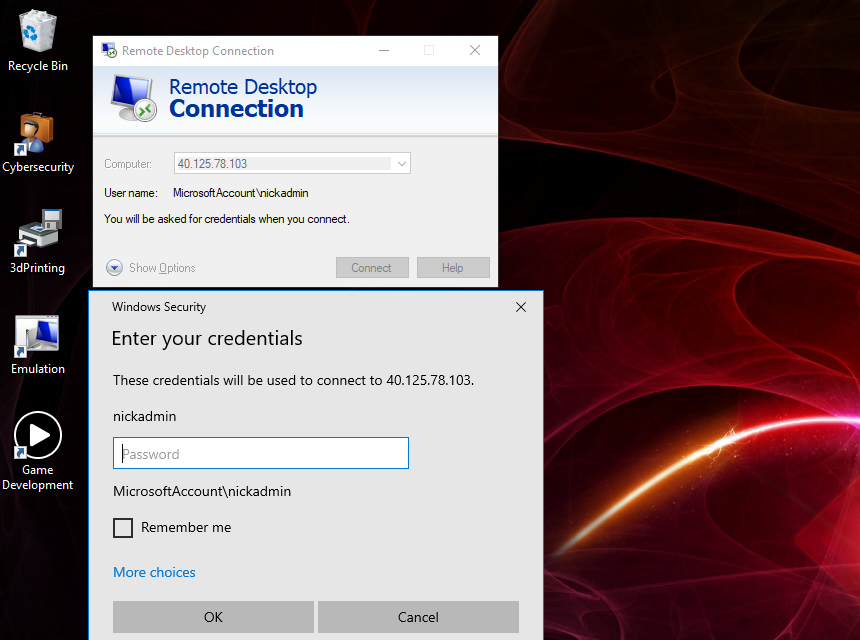 Recycle Bin
Cybersecurity
3dPrinting
Emulation
Game
Development
Remote Desktop Connection
Remote Desktop
Connection
Computer:
40.125.78.103
User name:
MicrosoftAccount\nickadmin
You will be asked for credentials when you connect.
Show Options
Connect
Help
Windows Security
Enter your credentials
These credentials will be used to connect to 40.125.78.103.
nickadmin
Password
MicrosoftAccount\nickadmin
Remember me
More choices
OK
Cancel